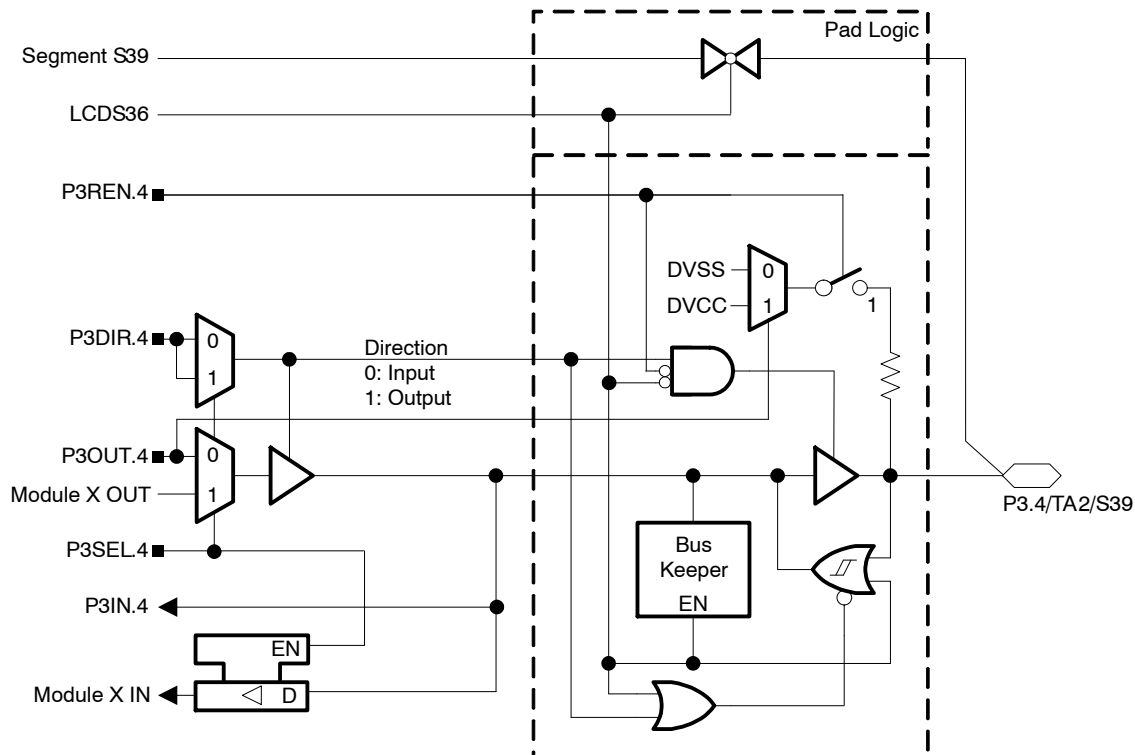 Pad Logic
Segment S39
LCDS36
P3REN.4
DVSS
0
DVCC
1
1
P3DIR.4
0
1
Direction
0: Input
1: Output
P3OUT.4
0
Module X OUT
1
P3.4/TA2/S39
P3SEL.4
Bus
Keeper
EN
P3IN.4
EN
Module X IN
D